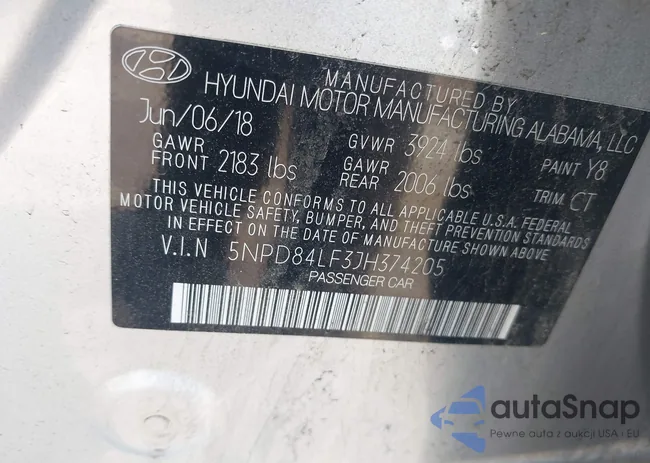 MANUFACTURED BY
HYUNDAI MOTOR MANUFACTURING ALABAMA, LLC
Jun/06/18 GVWR 3924 lbs PAINT Y8
GAWR FRONT 2183 lbs GAWR REAR 2006 lbs TRIM CT
THIS VEHICLE CONFORMS TO ALL APPLICABLE U.S.A. FEDERAL
MOTOR VEHICLE SAFETY, BUMPER, AND THEFT PREVENTION STANDARDS
IN EFFECT ON THE DATE OF MANUFACTURE SHOWN ABOVE.
V.I.N 5NPD84LF3JH374205
PASSENGER CAR
autaSnap
Pewne auta z aukcji USA i EU